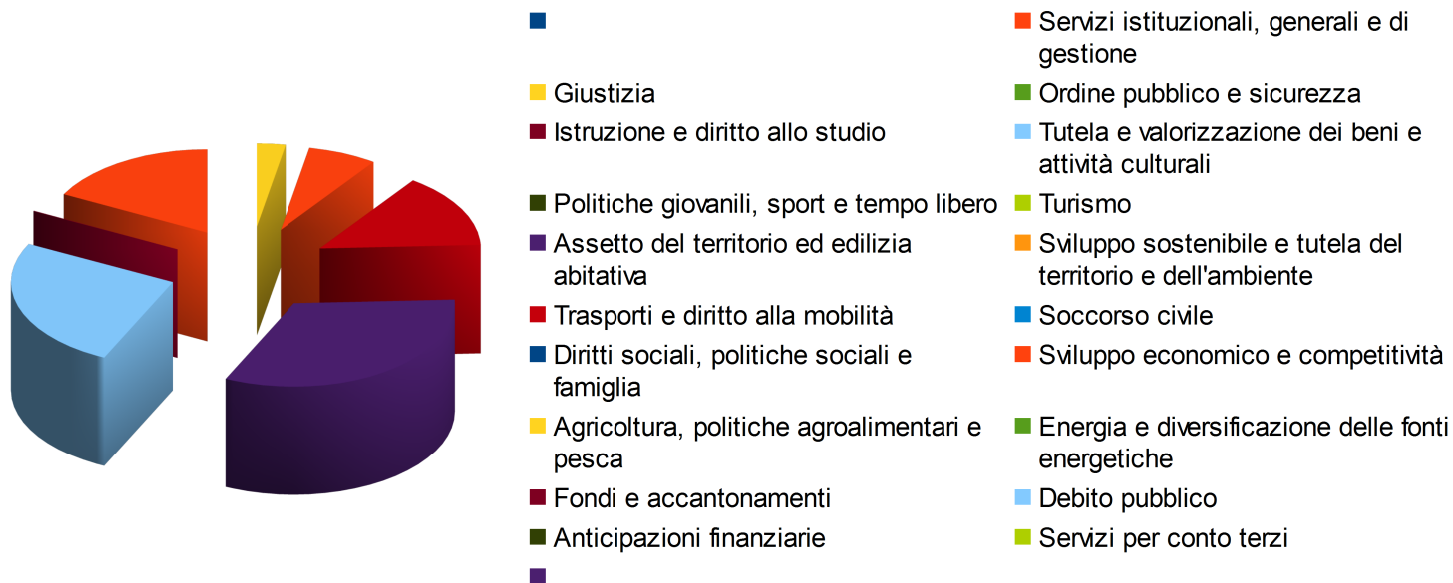 Servizi istituzionali, generali e di
gestione
Giustizia
Ordine pubblico e sicurezza
Istruzione e diritto allo studio
Tutela e valorizzazione dei beni e
attività culturali
Politiche giovanili, sport e tempo libero
Turismo
Assetto del territorio ed edilizia
abitativa
Sviluppo sostenibile e tutela del
territorio e dell'ambiente
Trasporti e diritto alla mobilità
Soccorso civile
Diritti sociali, politiche sociali e
famiglia
Sviluppo economico e competitività
Agricoltura, politiche agroalimentari e
pesca
Energia e diversificazione delle fonti
energetiche
Fondi e accantonamenti
Debito pubblico
Anticipazioni finanziarie
Servizi per conto terzi